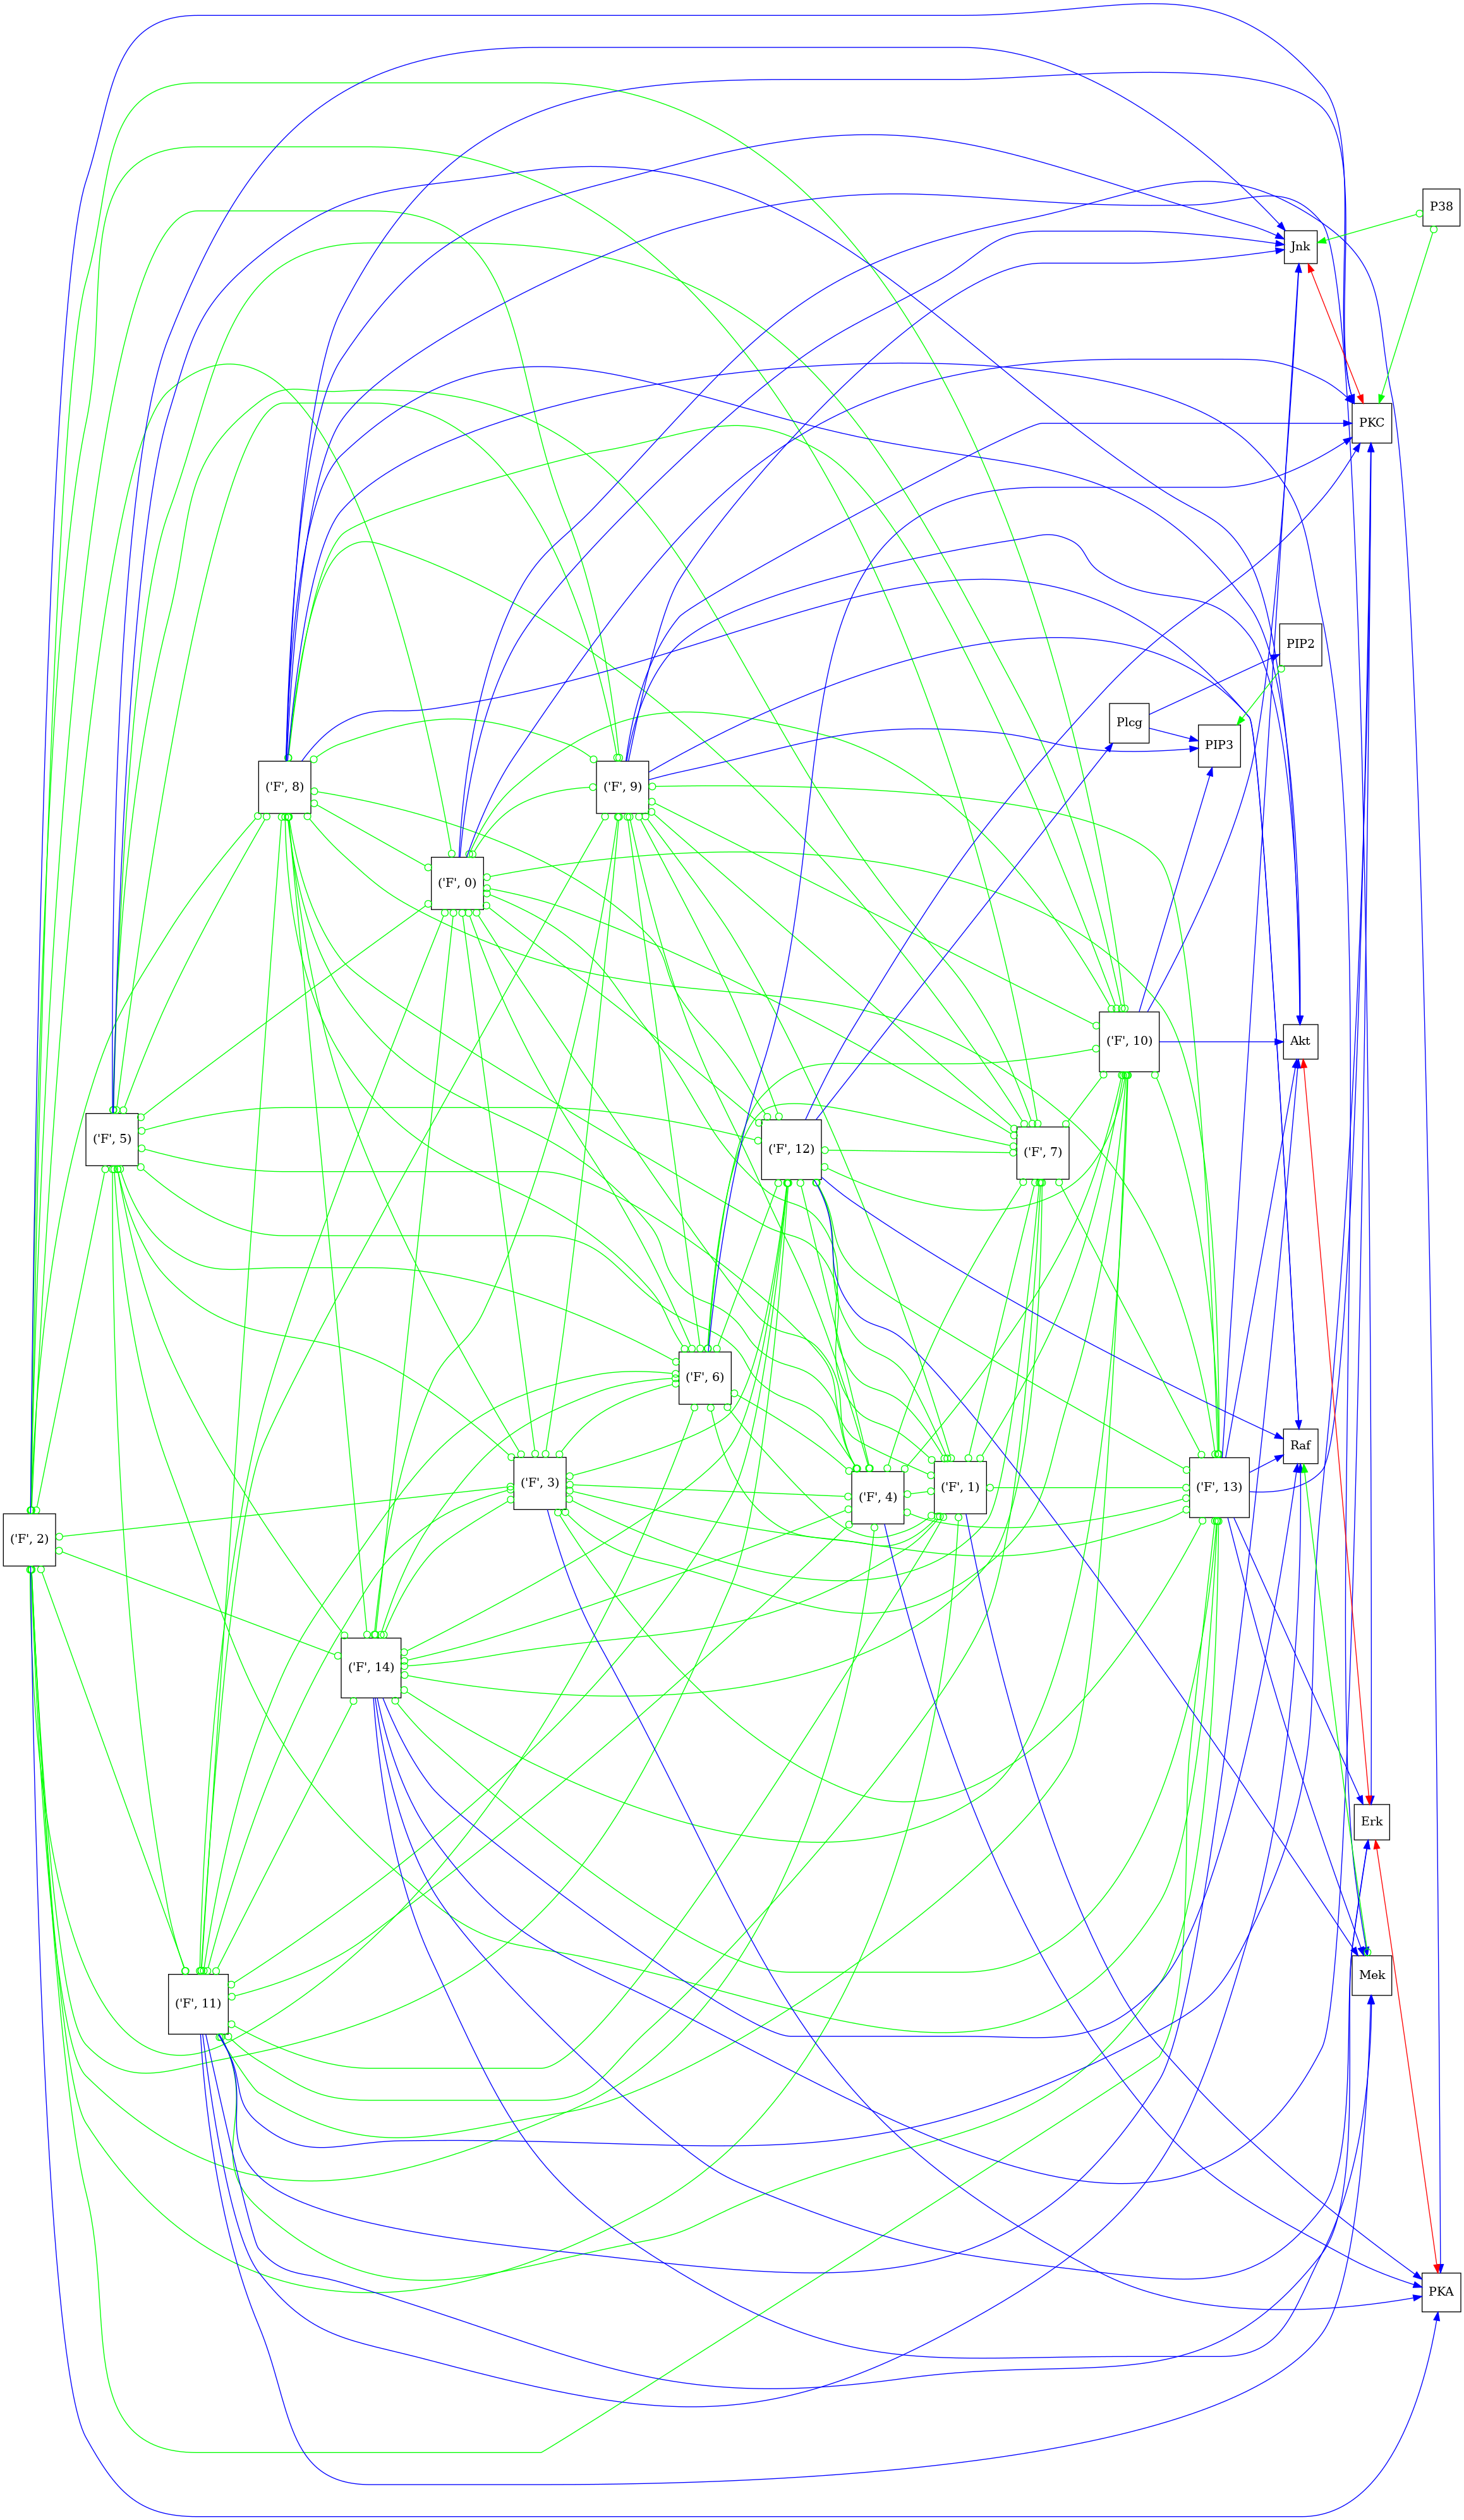 P38
Jnk
PKC
PIP2
Plcg
PIP3
('F', 8)
('F', 9)
('F', 0)
('F', 10)
Akt
('F', 5)
('F', 12)
('F', 7)
('F', 6)
Raf
('F', 3)
('F', 4)
('F', 1)
('F', 13)
('F', 2)
('F', 14)
Erk
Mek
('F', 11)
PKA